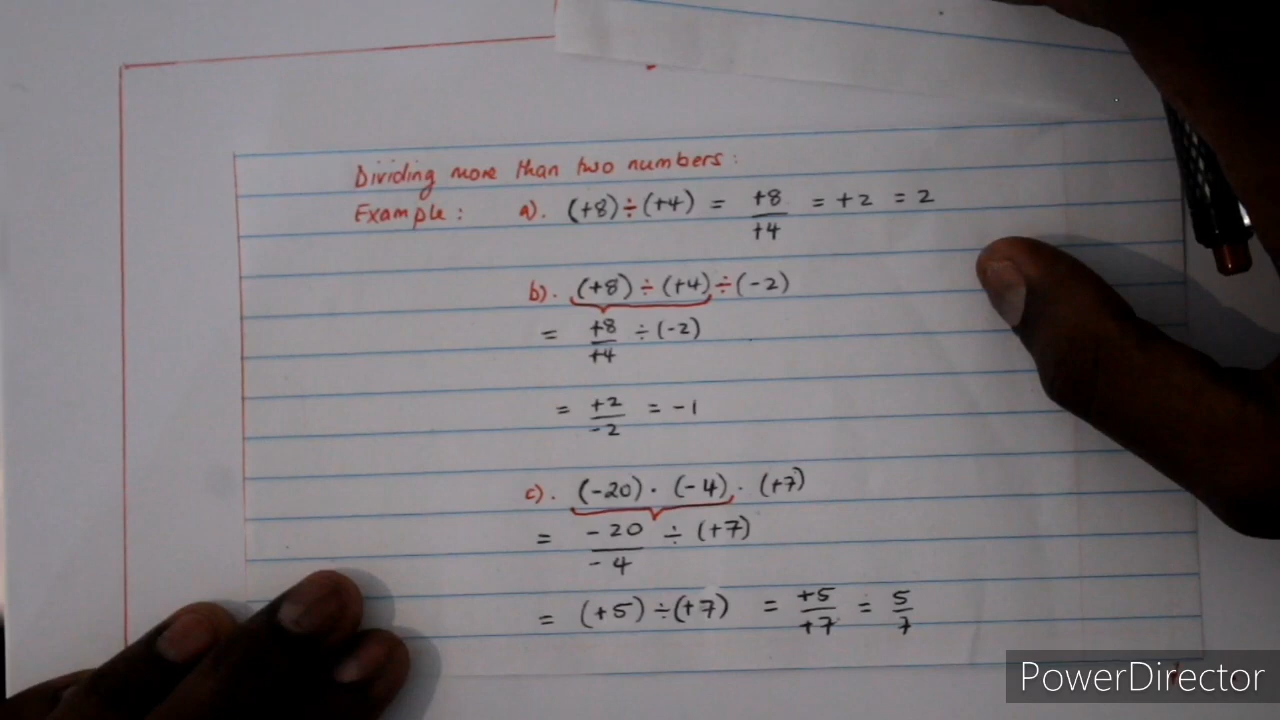 Dividing more than two numbers:
Example: a). (+8)÷(+4) = +8/+4 = +2 = 2
b). (+8) ÷ (+4) ÷ (-2)
= +8/+4 ÷ (-2)
= +2/-2 = -1
c). (-20) · (-4) · (+7)
= -20/-4 ÷ (+7)
= (+5) ÷ (+7) = +5/+7 = 5/7
PowerDirector